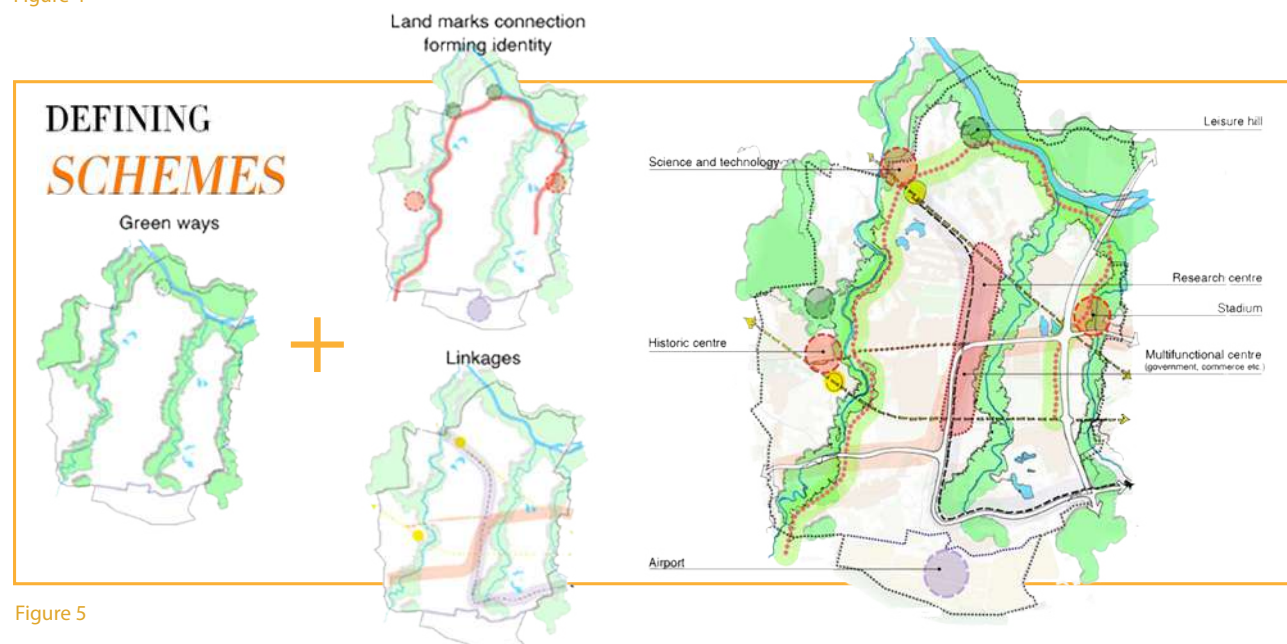 Land marks connection
forming identity
DEFINING
SCHEMES
Green ways
Linkages
Leisure hill
Science and technology
Research centre
Stadium
Historic centre
Multifunctional centre
(government, commerce etc.)
Airport
Figure 5